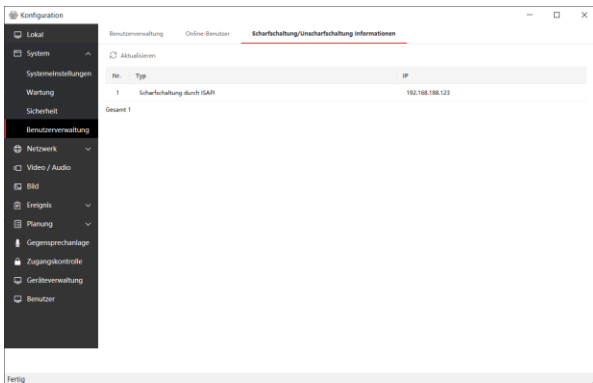 Konfiguration
Lokal
System
Systemeinstellungen
Wartung
Sicherheit
Benutzerverwaltung
Netzwerk
Video / Audio
Bild
Ereignis
Planung
Gegensprechanlage
Zugangskontrolle
Geräteverwaltung
Benutzer
Benutzerverwaltung Online-Benutzer Scharfschaltung/Unscharfschaltung Informationen
Aktualisieren
Nr. Typ IP
1 Scharfschaltung durch ISAPI 192.168.188.123
Gesamt 1
Fertig